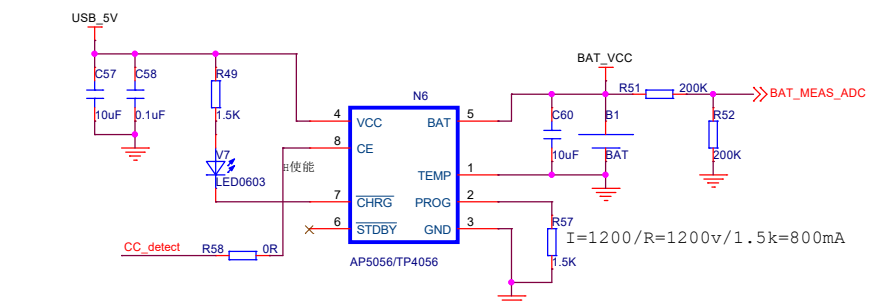 USB_5V
C57
10uF
C58
0.1uF
R49
1.5K
V7
LED0603
H使能
CC_detect
R58
0R
N6
4
VCC
8
CE
7
CHRG
6
STDBY
BAT
5
TEMP
1
PROG
2
GND
3
AP5056/TP4056
BAT_VCC
C60
10uF
B1
BAT
R51
200K
BAT_MEAS_ADC
R52
200K
R57
1.5K
I=1200/R=1200v/1.5k=800mA